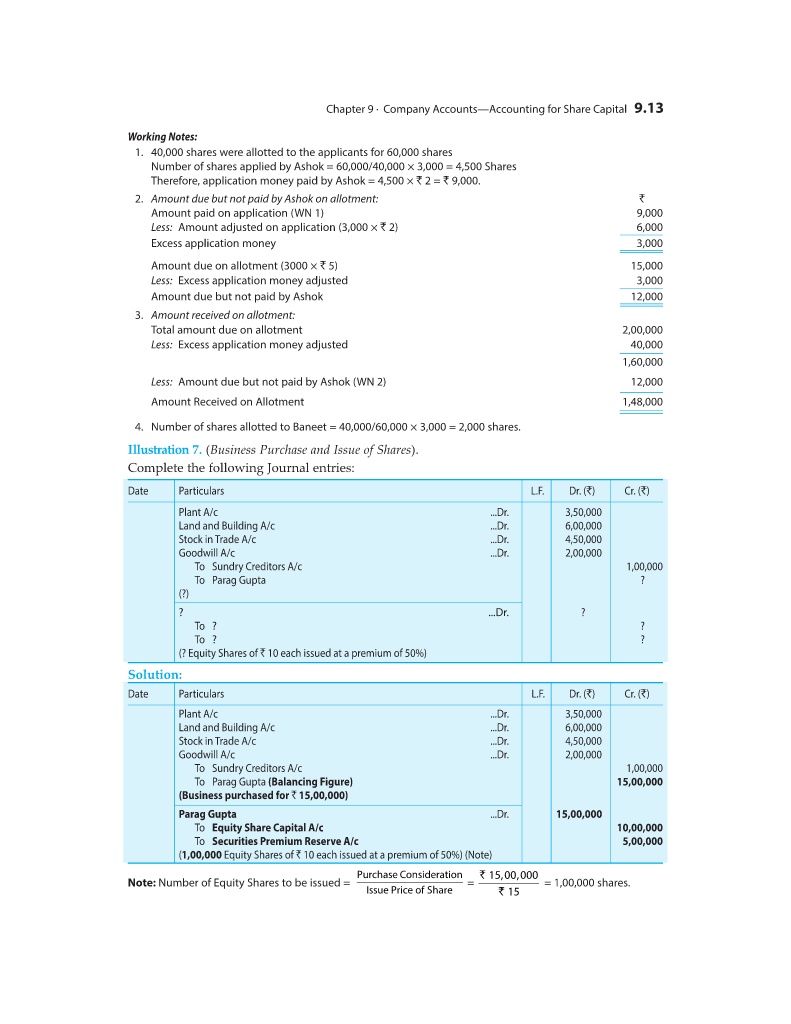 Chapter 9 · Company Accounts—Accounting for Share Capital 9.13
Working Notes:
1. 40,000 shares were allotted to the applicants for 60,000 shares
Number of shares applied by Ashok = 60,000/40,000 × 3,000 = 4,500 Shares
Therefore, application money paid by Ashok = 4,500 × ₹ 2 = ₹ 9,000.
2. Amount due but not paid by Ashok on allotment: ₹
Amount paid on application (WN 1) 9,000
Less: Amount adjusted on application (3,000 × ₹ 2) 6,000
Excess application money 3,000
Amount due on allotment (3000 × ₹ 5) 15,000
Less: Excess application money adjusted 3,000
Amount due but not paid by Ashok 12,000
3. Amount received on allotment:
Total amount due on allotment 2,00,000
Less: Excess application money adjusted 40,000
1,60,000
Less: Amount due but not paid by Ashok (WN 2) 12,000
Amount Received on Allotment 1,48,000
4. Number of shares allotted to Baneet = 40,000/60,000 × 3,000 = 2,000 shares.
Illustration 7. (Business Purchase and Issue of Shares).
Complete the following Journal entries:
Date Particulars L.F. Dr. (₹) Cr. (₹)
Plant A/c ...Dr. 3,50,000
Land and Building A/c ...Dr. 6,00,000
Stock in Trade A/c ...Dr. 4,50,000
Goodwill A/c ...Dr. 2,00,000
To Sundry Creditors A/c 1,00,000
To Parag Gupta ?
(?)
? ...Dr. ?
To ? ?
To ? ?
(? Equity Shares of ₹ 10 each issued at a premium of 50%)
Solution:
Date Particulars L.F. Dr. (₹) Cr. (₹)
Plant A/c ...Dr. 3,50,000
Land and Building A/c ...Dr. 6,00,000
Stock in Trade A/c ...Dr. 4,50,000
Goodwill A/c ...Dr. 2,00,000
To Sundry Creditors A/c 1,00,000
To Parag Gupta (Balancing Figure) 15,00,000
(Business purchased for ₹ 15,00,000)
Parag Gupta ...Dr. 15,00,000
To Equity Share Capital A/c 10,00,000
To Securities Premium Reserve A/c 5,00,000
(1,00,000 Equity Shares of ₹ 10 each issued at a premium of 50%) (Note)
Note: Number of Equity Shares to be issued = Purchase Consideration / Issue Price of Share = ₹ 15,00,000 / ₹ 15 = 1,00,000 shares.